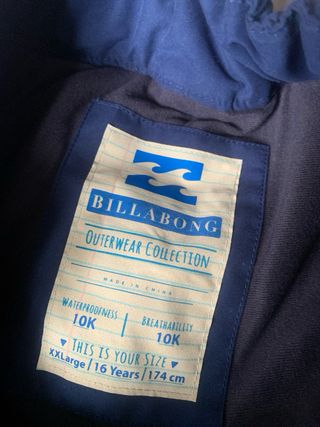 BILLABONG
OUTERWEAR COLLECTION
MADE IN CHINA
WATERPROOFNESS
10K
BREATHABILITY
10K
THIS IS YOUR SIZE
XXLarge / 16 Years / 174 cm